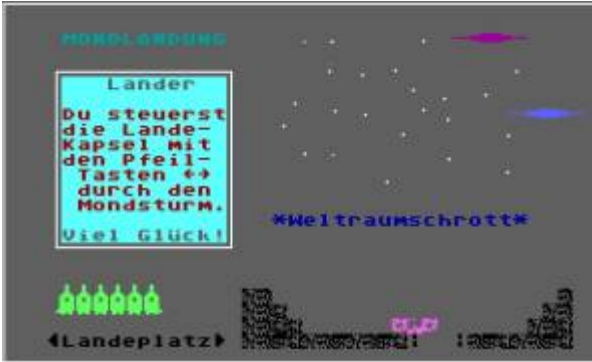 MONDLANDUNG
Lander
Du steuerst
die Lande-
Kapsel mit
den Pfeil-
Tasten ↔
durch den
Mondsturm.
Viel Glück!
*Weltraumschrott*
◄Landeplatz►